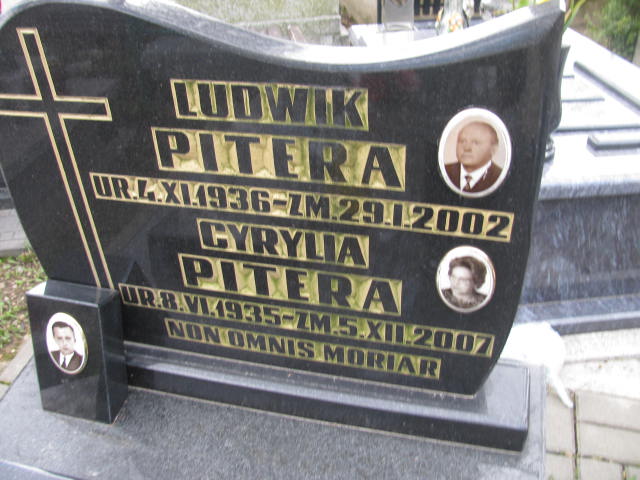 LUDWIK
PITERA
UR.4.XI.1936-ZM.29.I.2002
CYRYLIA
PITERA
UR.8.VI.1935-ZM.5.XII.2007
NON OMNIS MORIAR